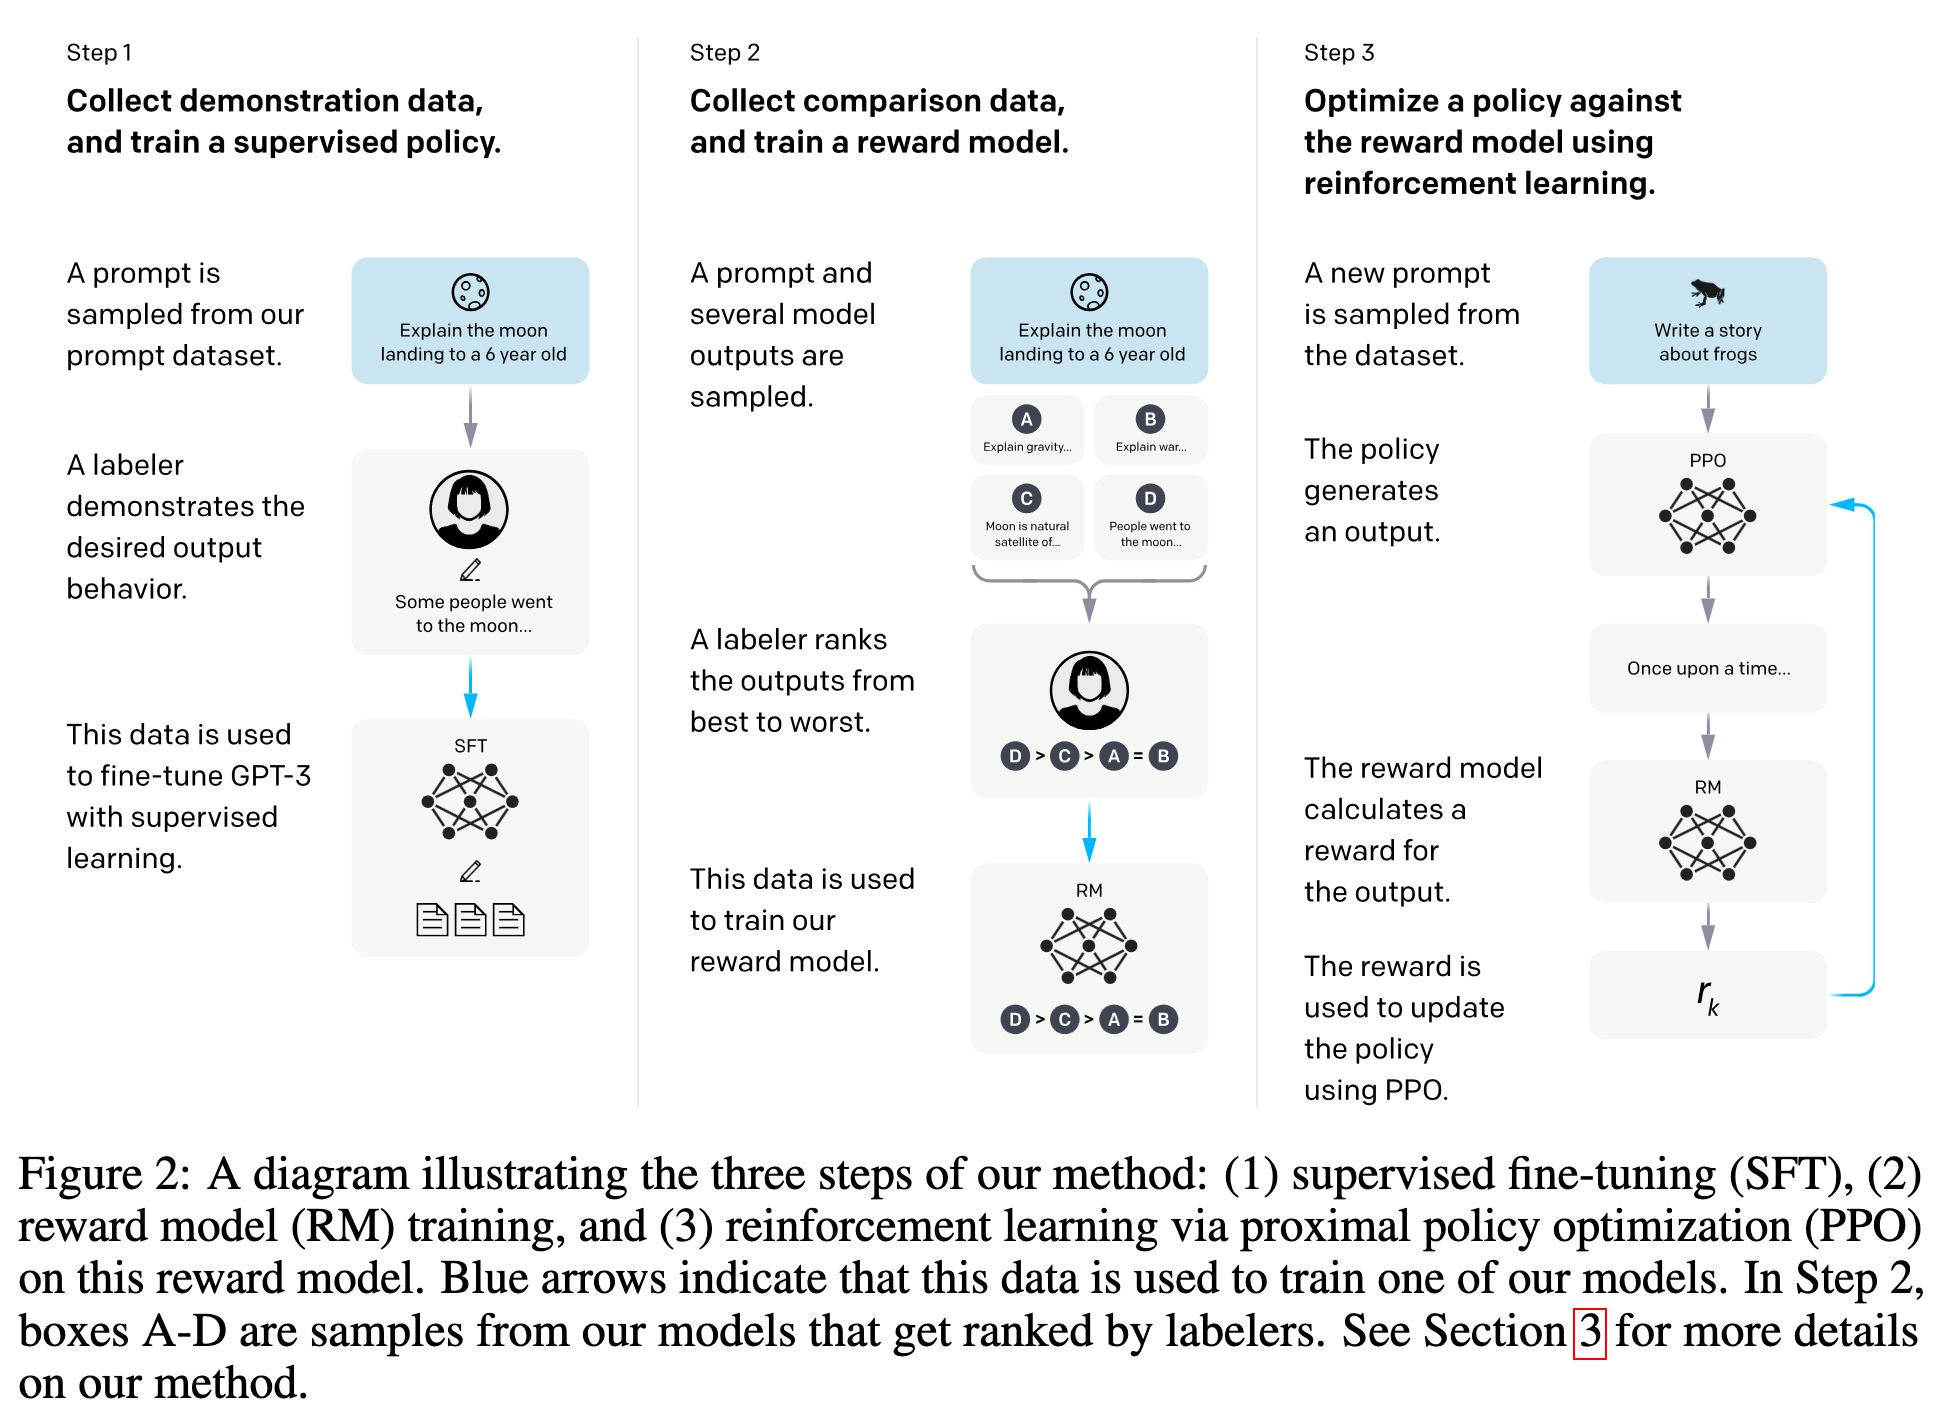 Step 1
Collect demonstration data,
and train a supervised policy.
A prompt is
sampled from our
prompt dataset.
Explain the moon
landing to a 6 year old
A labeler
demonstrates the
desired output
behavior.
Some people went
to the moon...
This data is used
to fine-tune GPT-3
with supervised
learning.
SFT
Step 2
Collect comparison data,
and train a reward model.
A prompt and
several model
outputs are
sampled.
Explain the moon
landing to a 6 year old
A
Explain gravity...
B
Explain war...
C
Moon is natural
satellite of...
D
People went to
the moon...
A labeler ranks
the outputs from
best to worst.
D > C > A = B
This data is used
to train our
reward model.
RM
D > C > A = B
Step 3
Optimize a policy against
the reward model using
reinforcement learning.
A new prompt
is sampled from
the dataset.
Write a story
about frogs
The policy
generates
an output.
PPO
Once upon a time...
The reward model
calculates a
reward for
the output.
RM
The reward is
used to update
the policy
using PPO.
r_k
Figure 2: A diagram illustrating the three steps of our method: (1) supervised fine-tuning (SFT), (2)
reward model (RM) training, and (3) reinforcement learning via proximal policy optimization (PPO)
on this reward model. Blue arrows indicate that this data is used to train one of our models. In Step 2,
boxes A-D are samples from our models that get ranked by labelers. See Section 3 for more details
on our method.